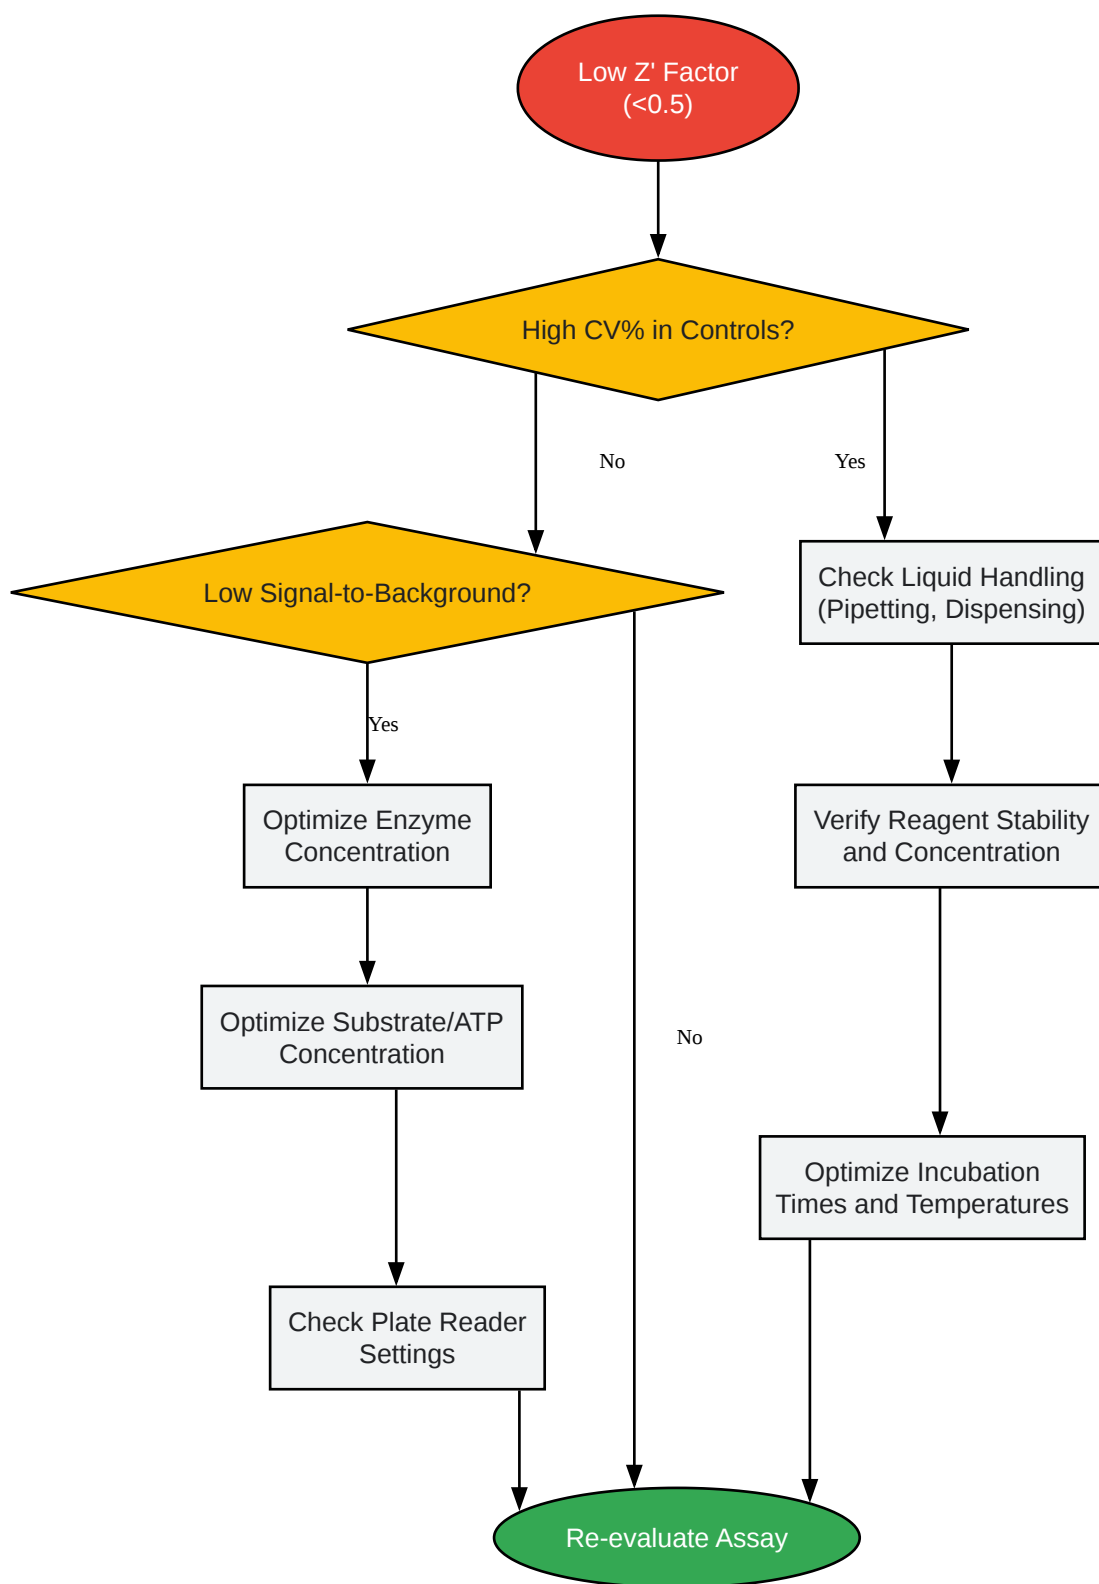 Low Z' Factor
(<0.5)
High CV% in Controls?
No
Yes
Low Signal-to-Background?
Check Liquid Handling
(Pipetting, Dispensing)
Yes
Optimize Enzyme
Concentration
Verify Reagent Stability
and Concentration
Optimize Substrate/ATP
Concentration
No
Optimize Incubation
Times and Temperatures
Check Plate Reader
Settings
Re-evaluate Assay